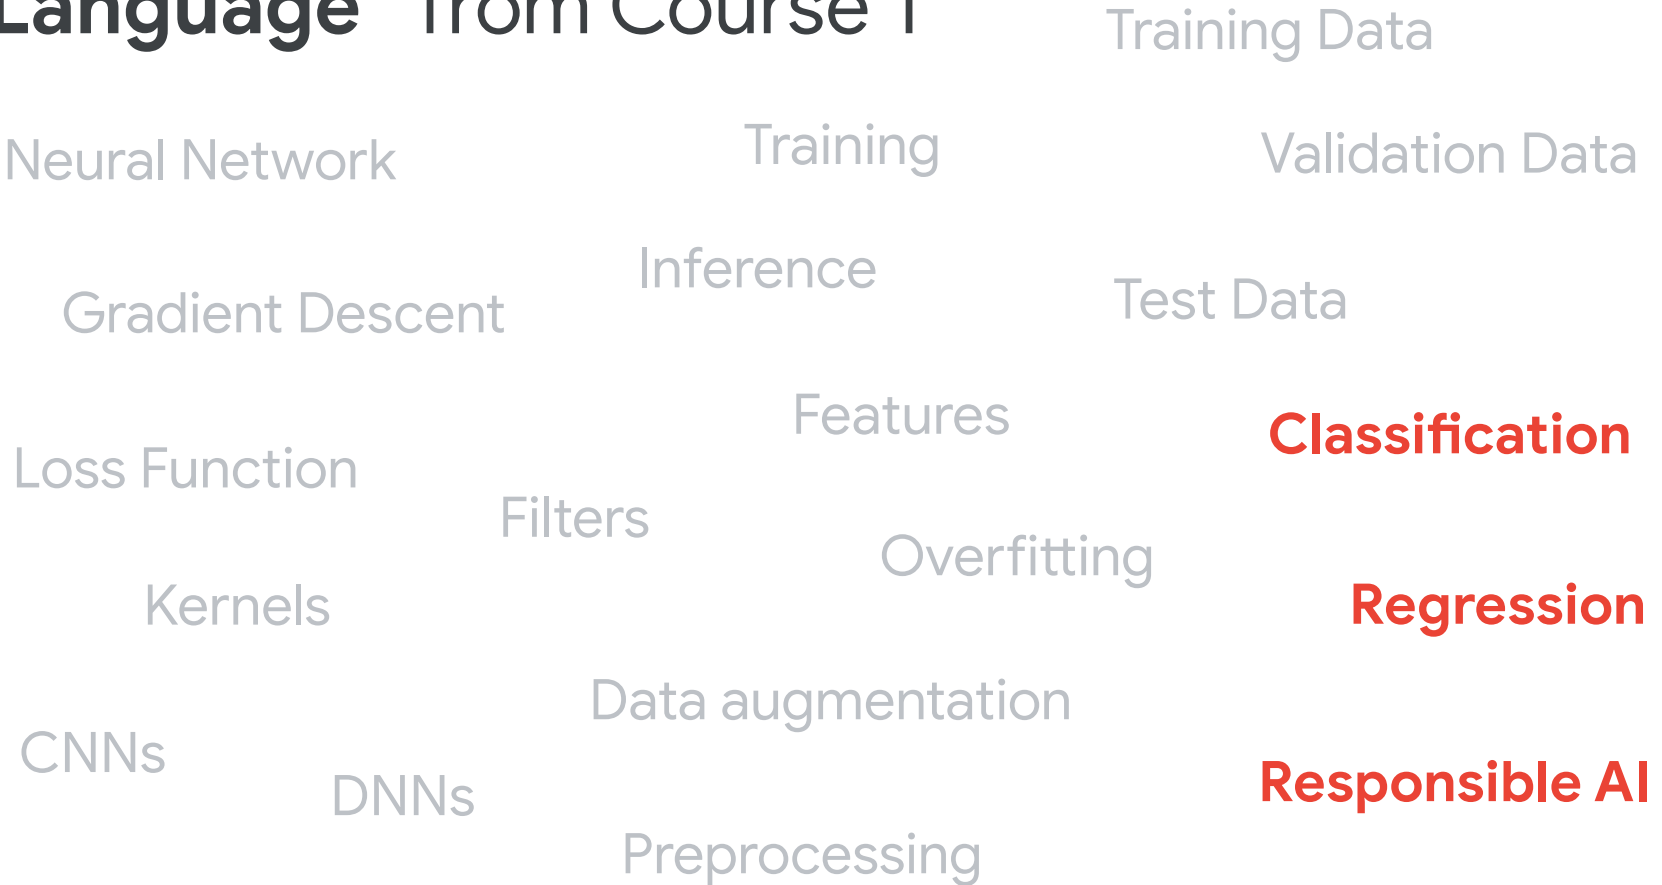 Language" from Course 1
Training Data
Neural Network
Training
Validation Data
Inference
Gradient Descent
Test Data
Features
Classification
Loss Function
Filters
Overfitting
Kernels
Regression
Data augmentation
CNNs
DNNs
Responsible AI
Preprocessing